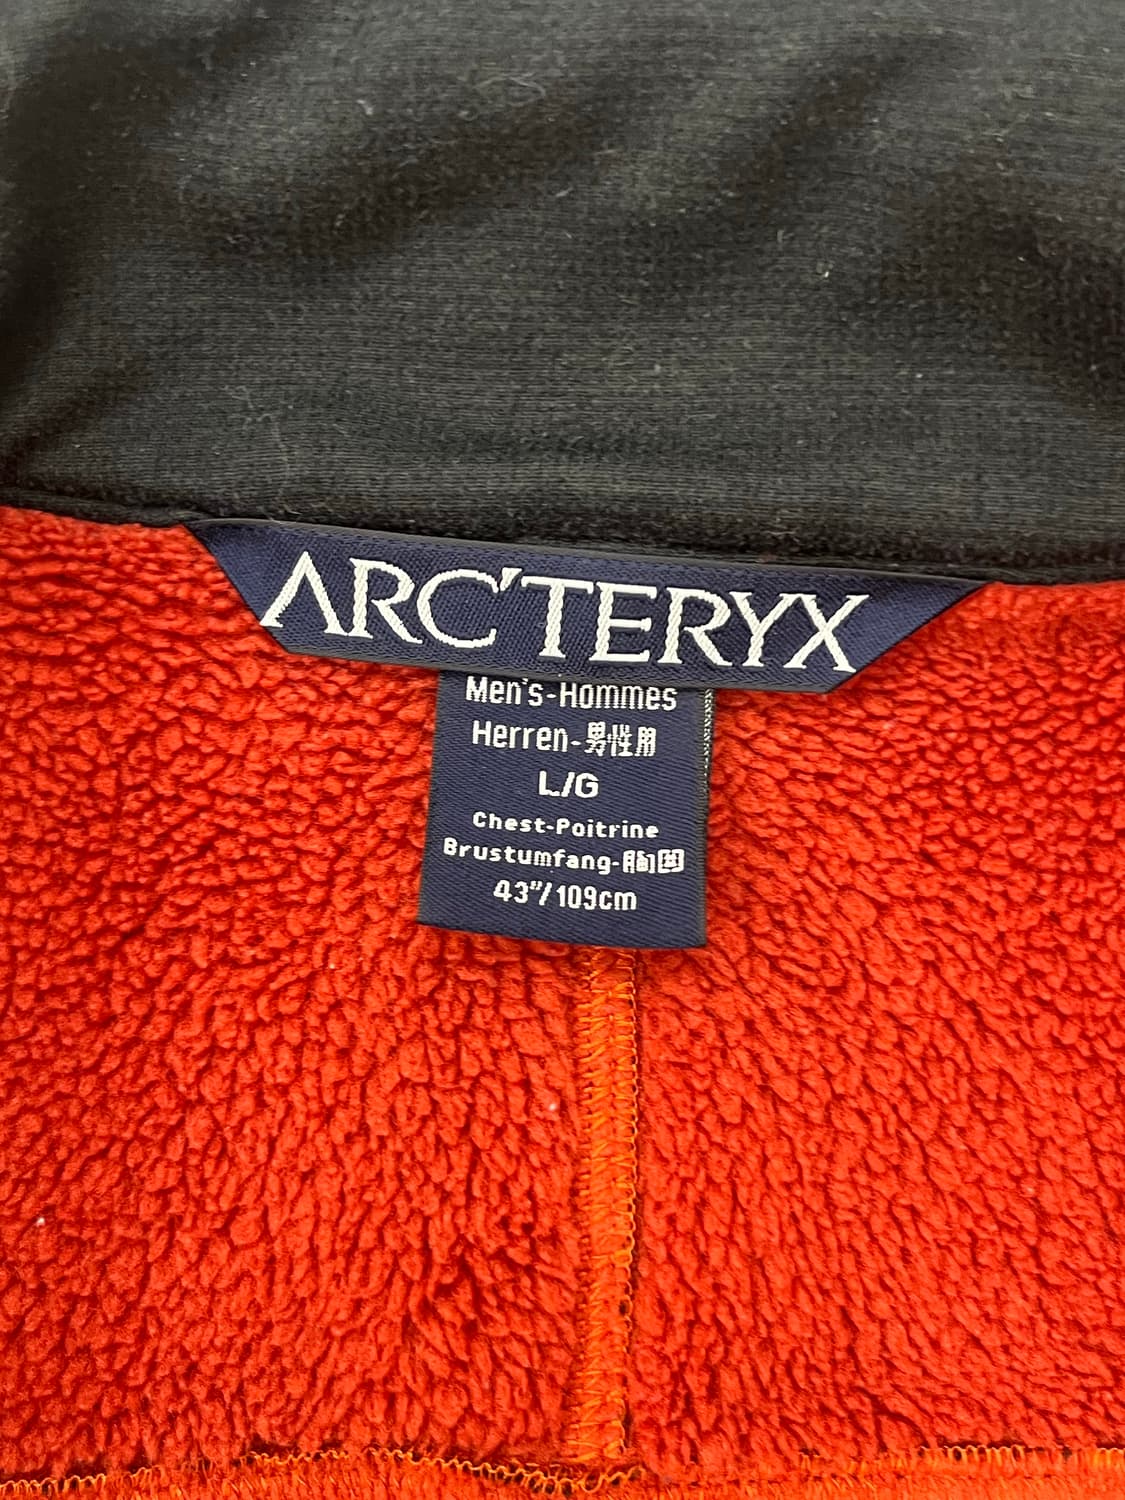 ARC'TERYX
Men's-Hommes
Herren-男性用
L/G
Chest-Poitrine
Brustumfang-胸囲
43"/109cm